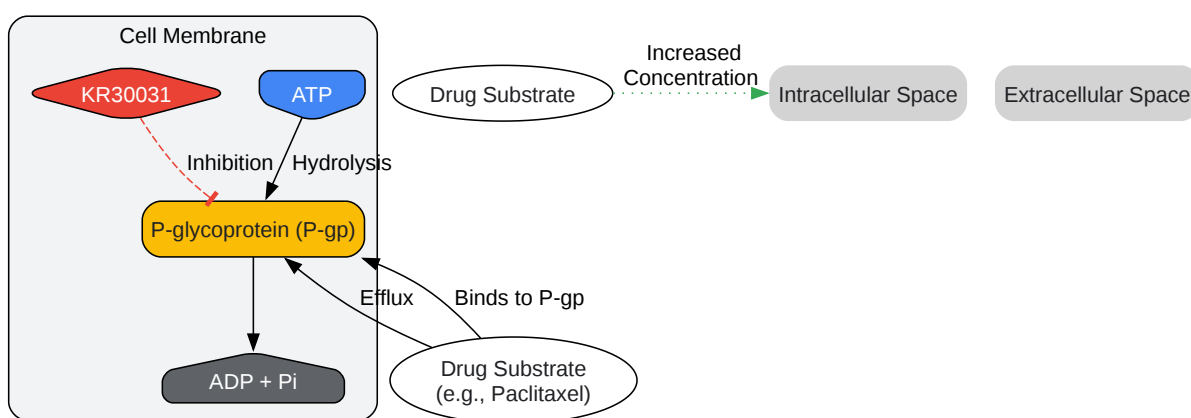 Cell Membrane
KR30031
ATP
Drug Substrate
Increased
Concentration
Intracellular Space
Extracellular Space
Inhibition
Hydrolysis
P-glycoprotein (P-gp)
Efflux
Binds to P-gp
ADP + Pi
Drug Substrate
(e.g., Paclitaxel)